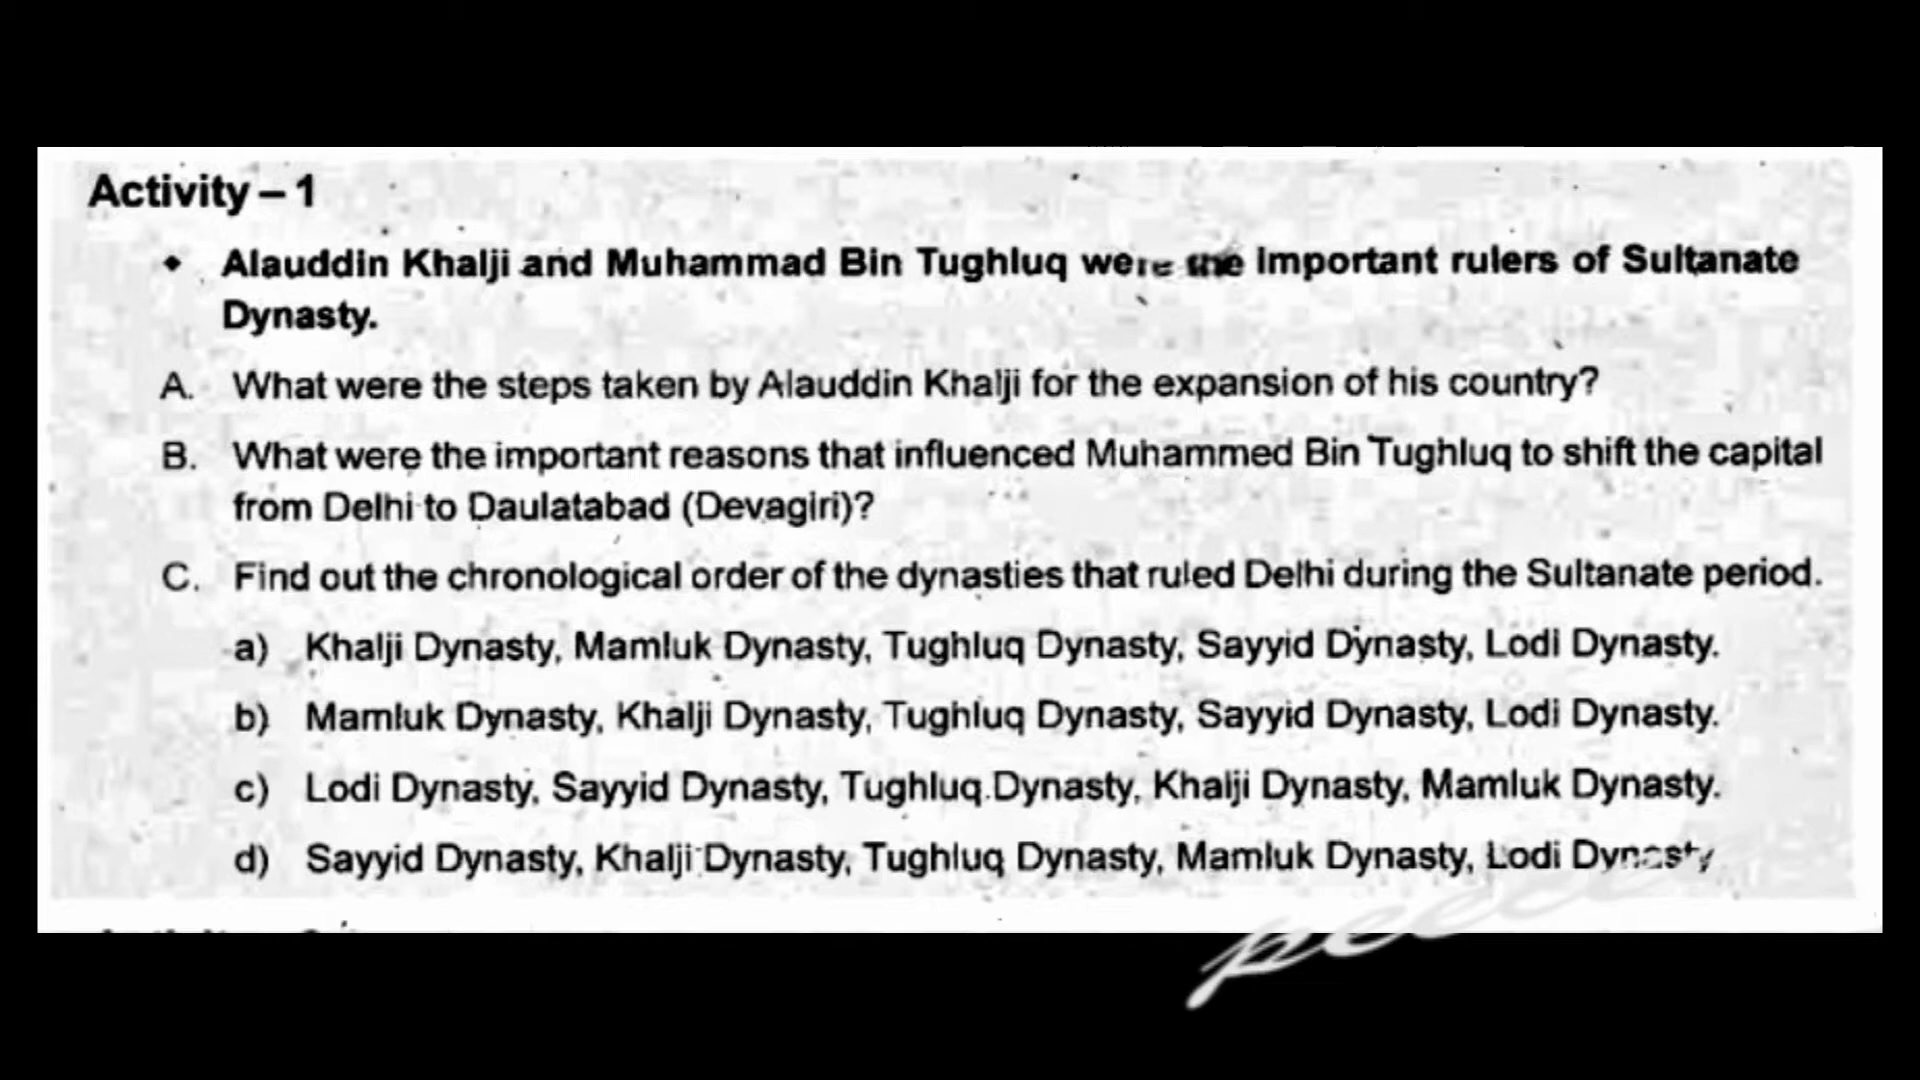 Activity – 1
• Alauddin Khalji and Muhammad Bin Tughluq were the Important rulers of Sultanate
Dynasty.
A. What were the steps taken by Alauddin Khalji for the expansion of his country?
B. What were the important reasons that influenced Muhammed Bin Tughluq to shift the capital
from Delhi to Daulatabad (Devagiri)?
C. Find out the chronological order of the dynasties that ruled Delhi during the Sultanate period.
a) Khalji Dynasty, Mamluk Dynasty, Tughluq Dynasty, Sayyid Dynasty, Lodi Dynasty.
b) Mamluk Dynasty, Khalji Dynasty, Tughluq Dynasty, Sayyid Dynasty, Lodi Dynasty.
c) Lodi Dynasty, Sayyid Dynasty, Tughluq Dynasty, Khalji Dynasty, Mamluk Dynasty.
d) Sayyid Dynasty, Khalji Dynasty, Tughluq Dynasty, Mamluk Dynasty, Lodi Dynasty